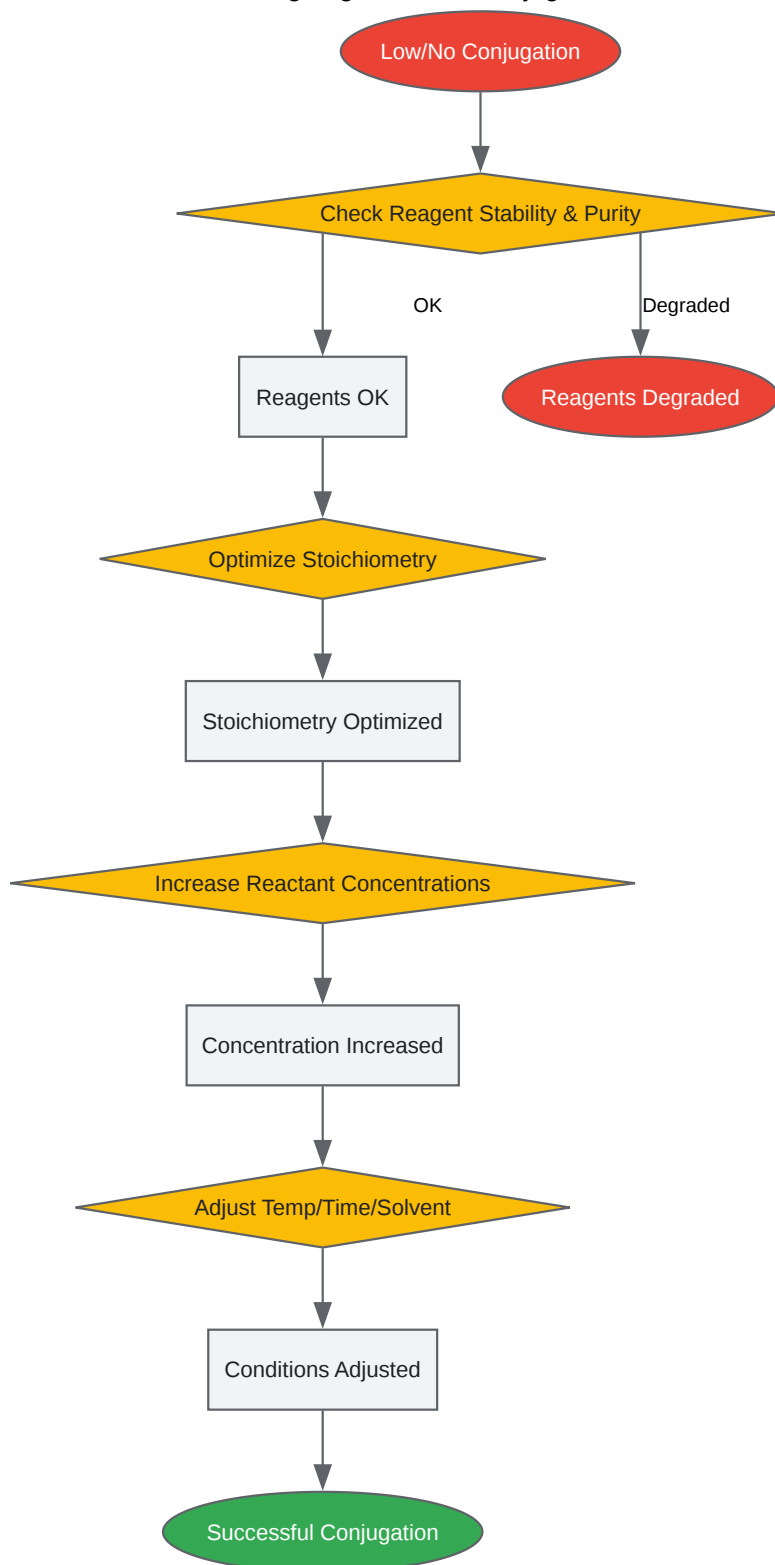 Low/No Conjugation
Check Reagent Stability & Purity
OK
Degraded
Reagents OK
Reagents Degraded
Optimize Stoichiometry
Stoichiometry Optimized
Increase Reactant Concentrations
Concentration Increased
Adjust Temp/Time/Solvent
Conditions Adjusted
Successful Conjugation